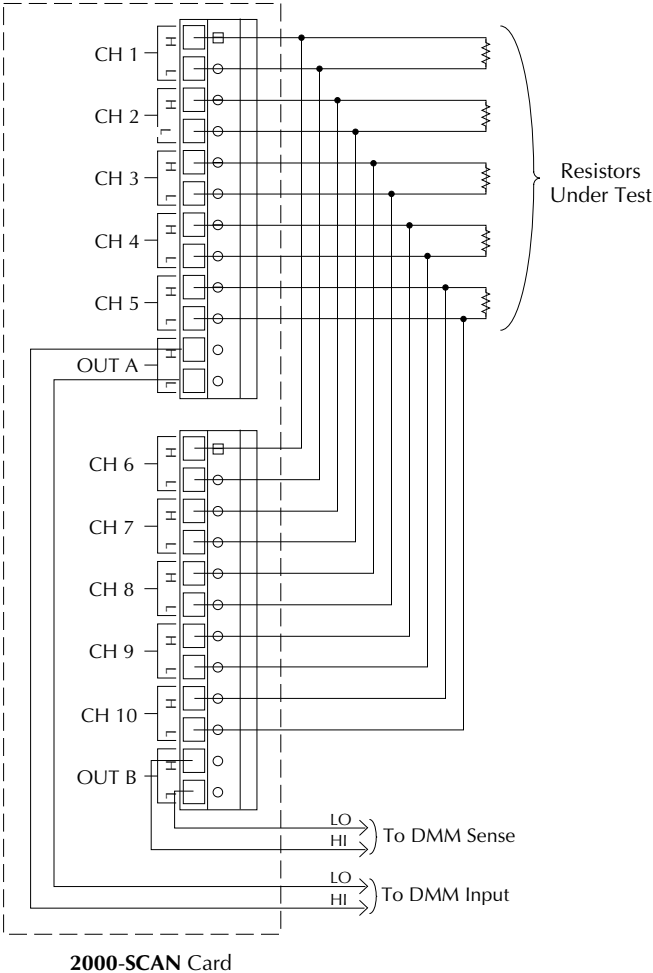 CH 1
H
L
CH 2
H
L
CH 3
H
L
CH 4
H
L
CH 5
H
L
OUT A
H
L
Resistors
Under Test
CH 6
H
L
CH 7
H
L
CH 8
H
L
CH 9
H
L
CH 10
H
L
OUT B
H
L
LO
HI
To DMM Sense
LO
HI
To DMM Input
2000-SCAN Card